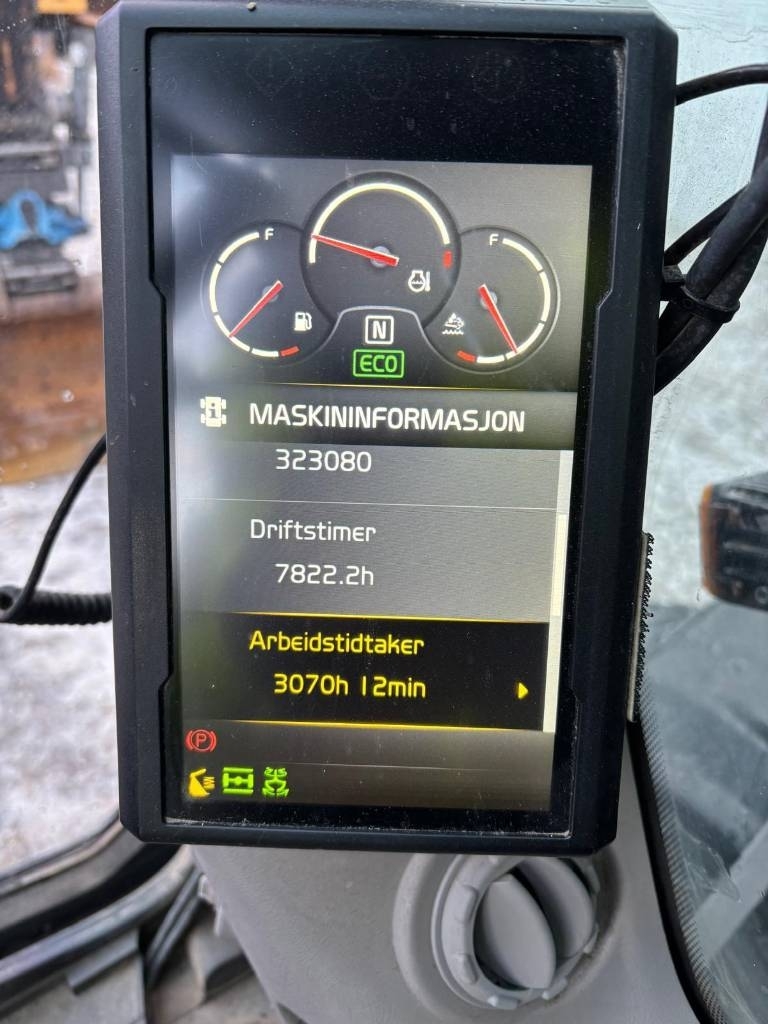 F
F
N
ECO
MASKININFORMASJON
323080
Driftstimer
7822.2h
Arbeidstidtaker
3070h 12min
P